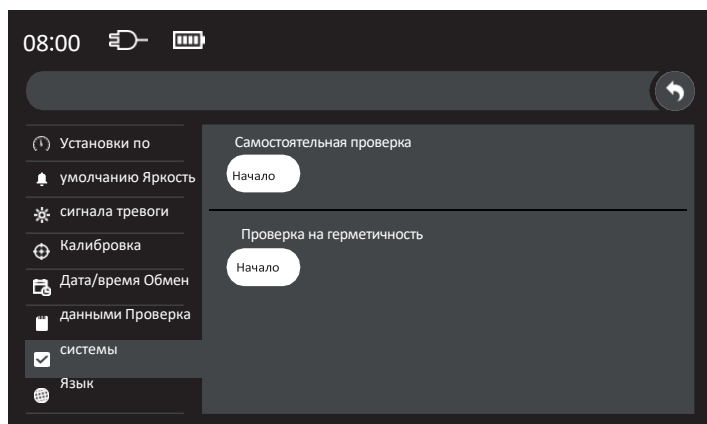 08:00
Установки по
умолчанию Яркость
сигнала тревоги
Калибровка
Дата/время Обмен
данными Проверка
системы
Язык
Самостоятельная проверка
Начало
Проверка на герметичность
Начало